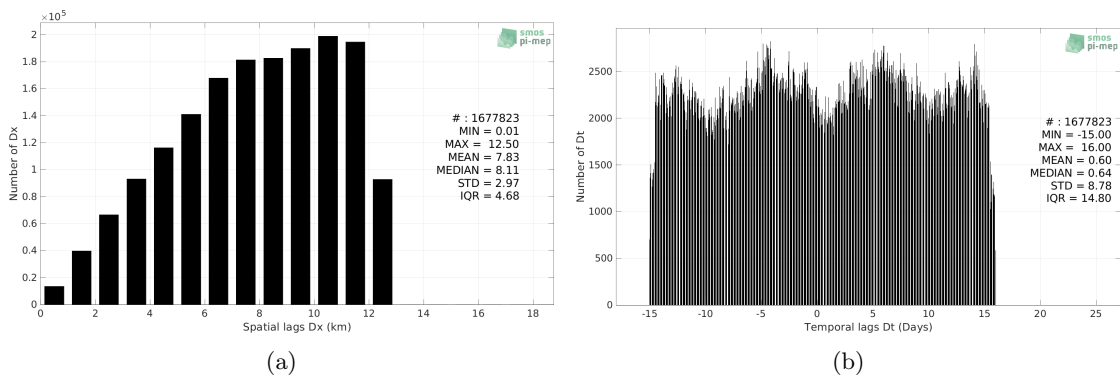 ×10⁵
2
1.8
1.6
1.4
1.2
1
0.8
0.6
0.4
0.2
0
Number of Dx
smos
pi-mep
# : 1677823
MIN = 0.01
MAX = 12.50
MEAN = 7.83
MEDIAN = 8.11
STD = 2.97
IQR = 4.68
0 2 4 6 8 10 12 14 16 18
Spatial lags Dx (km)
(a)
2500
2000
1500
1000
500
0
Number of Dt
smos
pi-mep
# : 1677823
MIN = -15.00
MAX = 16.00
MEAN = 0.60
MEDIAN = 0.64
STD = 8.78
IQR = 14.80
-15 -10 -5 0 5 10 15 20 25
Temporal lags Dt (Days)
(b)